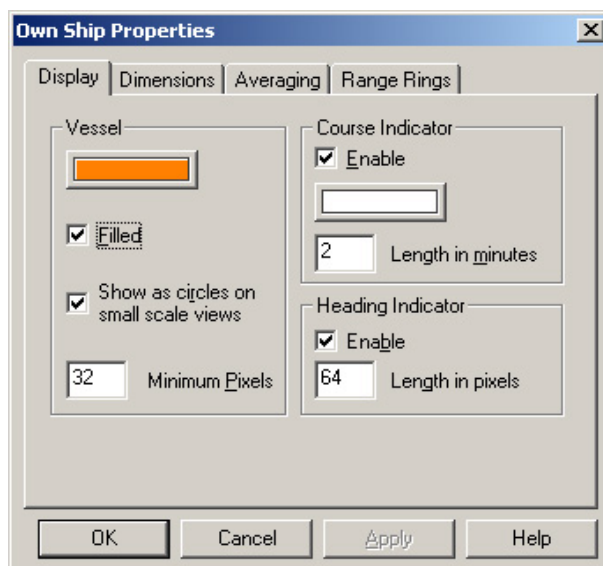 Own Ship Properties
Display Dimensions Averaging Range Rings
Vessel
Filled
Show as circles on
small scale views
32 Minimum Pixels
Course Indicator
Enable
2 Length in minutes
Heading Indicator
Enable
64 Length in pixels
OK Cancel Apply Help